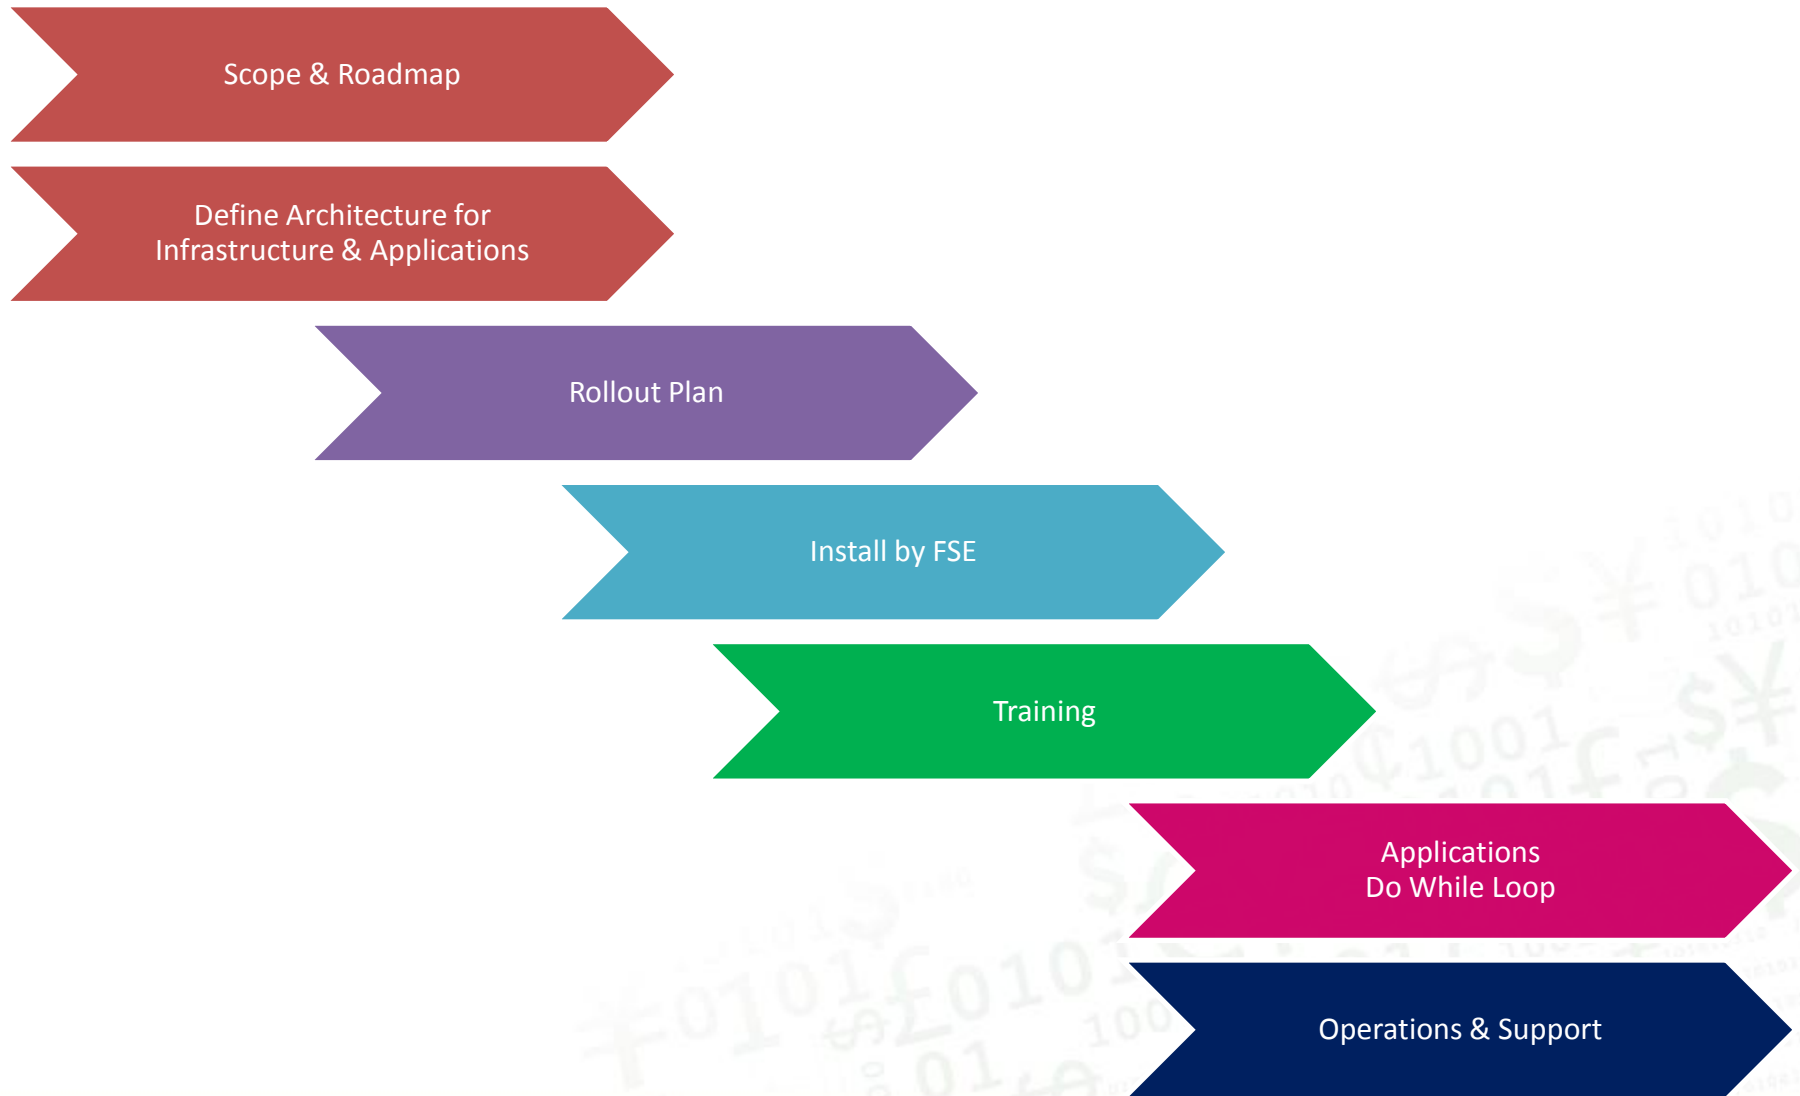 Scope & Roadmap
Define Architecture for
Infrastructure & Applications
Rollout Plan
Install by FSE
Training
Applications
Do While Loop
Operations & Support